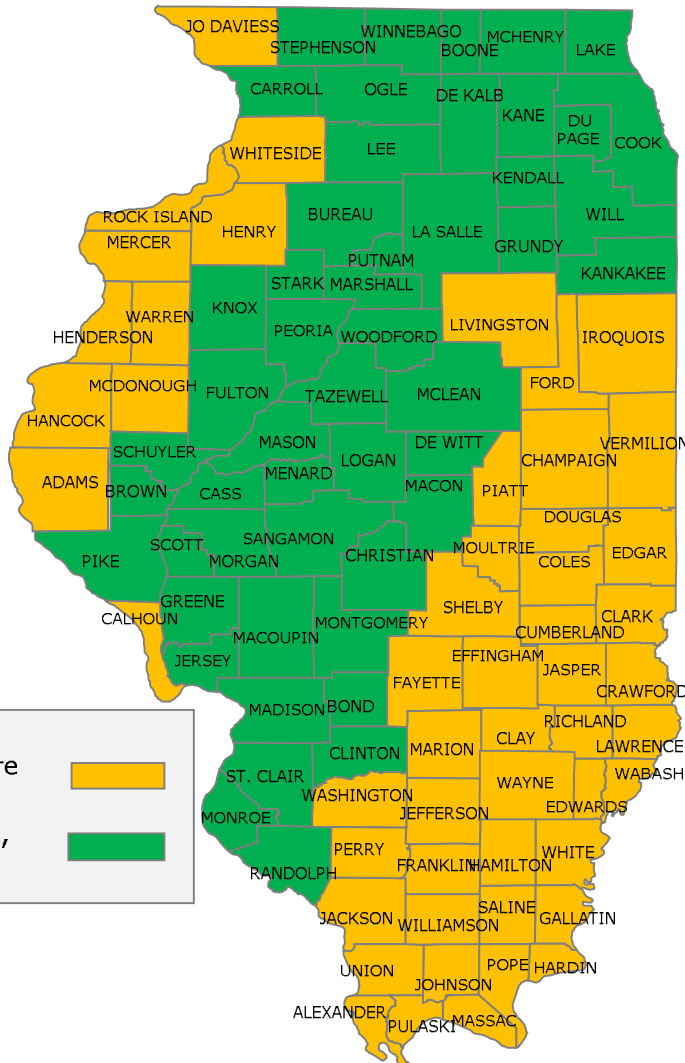 JO DAVIESS
STEPHENSON
WINNEBAGO
BOONE
MCHENRY
LAKE
CARROLL
OGLE
DE KALB
KANE
DU
PAGE
COOK
WHITESIDE
LEE
KENDALL
ROCK ISLAND
HENRY
BUREAU
LA SALLE
WILL
MERCER
GRUNDY
PUTNAM
KANKAKEE
STARK
MARSHALL
KNOX
WARREN
HENDERSON
PEORIA
WOODFORD
LIVINGSTON
IROQUOIS
MCDONOUGH
FULTON
TAZEWELL
MCLEAN
FORD
HANCOCK
SCHUYLER
MASON
LOGAN
DE WITT
CHAMPAIGN
VERMILION
ADAMS
BROWN
CASS
MENARD
MACON
PIATT
DOUGLAS
PIKE
SCOTT
MORGAN
SANGAMON
CHRISTIAN
MOULTRIE
COLES
EDGAR
CALHOUN
GREENE
MACOUPIN
MONTGOMERY
SHELBY
CUMBERLAND
CLARK
JERSEY
EFFINGHAM
JASPER
FAYETTE
CRAWFORD
MADISON
BOND
CLAY
RICHLAND
LAWRENCE
MARION
CLINTON
ST. CLAIR
WAYNE
WABASH
WASHINGTON
JEFFERSON
EDWARDS
MONROE
PERRY
FRANKLIN
HAMILTON
WHITE
RANDOLPH
JACKSON
WILLIAMSON
SALINE
GALLATIN
UNION
JOHNSON
POPE
HARDIN
ALEXANDER
PULASKI
MASSAC
re
,